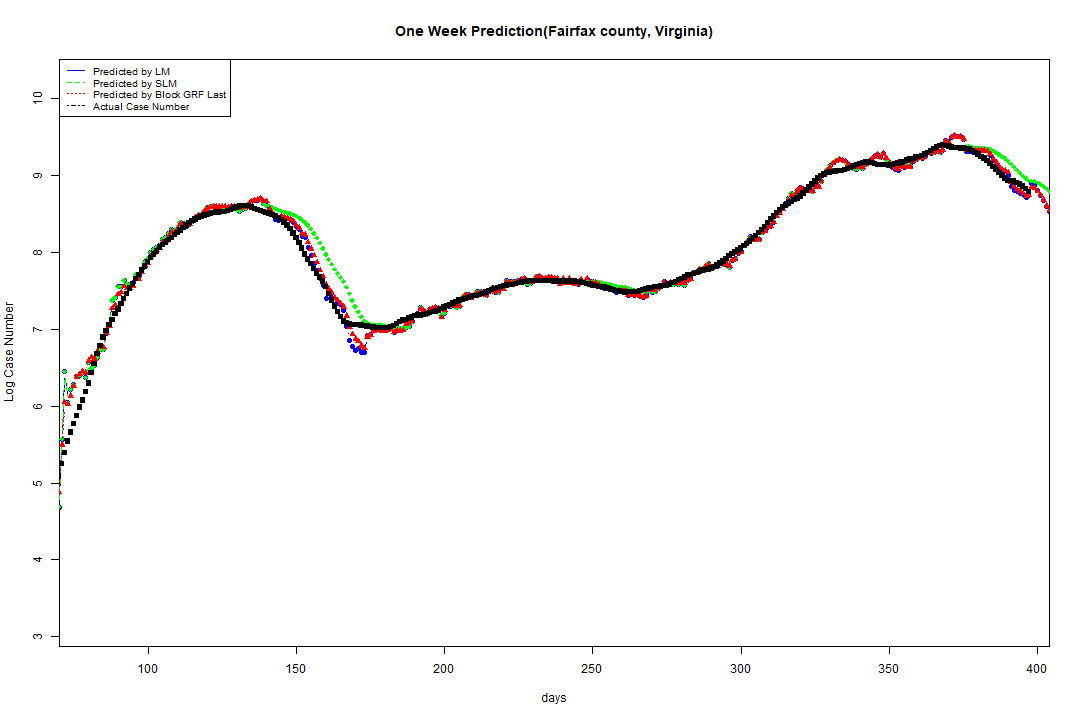 One Week Prediction(Fairfax county, Virginia)
Predicted by LM
Predicted by SLM
Predicted by Block GRF Last
Actual Case Number
10
9
8
7
6
5
4
3
Log Case Number
100 150 200 250 300 350 400
days